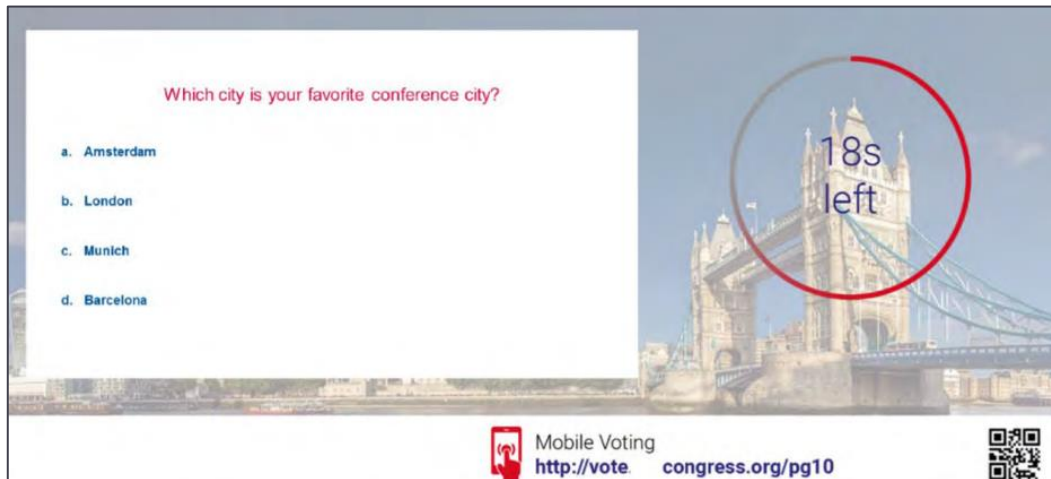 Which city is your favorite conference city?
a. Amsterdam
b. London
c. Munich
d. Barcelona
18s
left
Mobile Voting
http://vote. congress.org/pg10